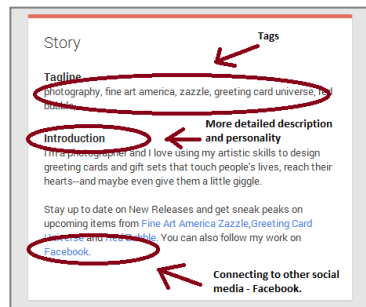 Story
Tags
Tagline
photography, fine art america, zazzle, greeting card universe, red
bubble,
More detailed description
and personality
Introduction
I'm a photographer and I love using my artistic skills to design
greeting cards and gift sets that touch people's lives, reach their
hearts--and maybe even give them a little giggle.
Stay up to date on New Releases and get sneak peaks on
upcoming items from Fine Art America Zazzle,Greeting Card
Universe and Red Bubble. You can also follow my work on
Facebook.
Connecting to other social
media - Facebook.